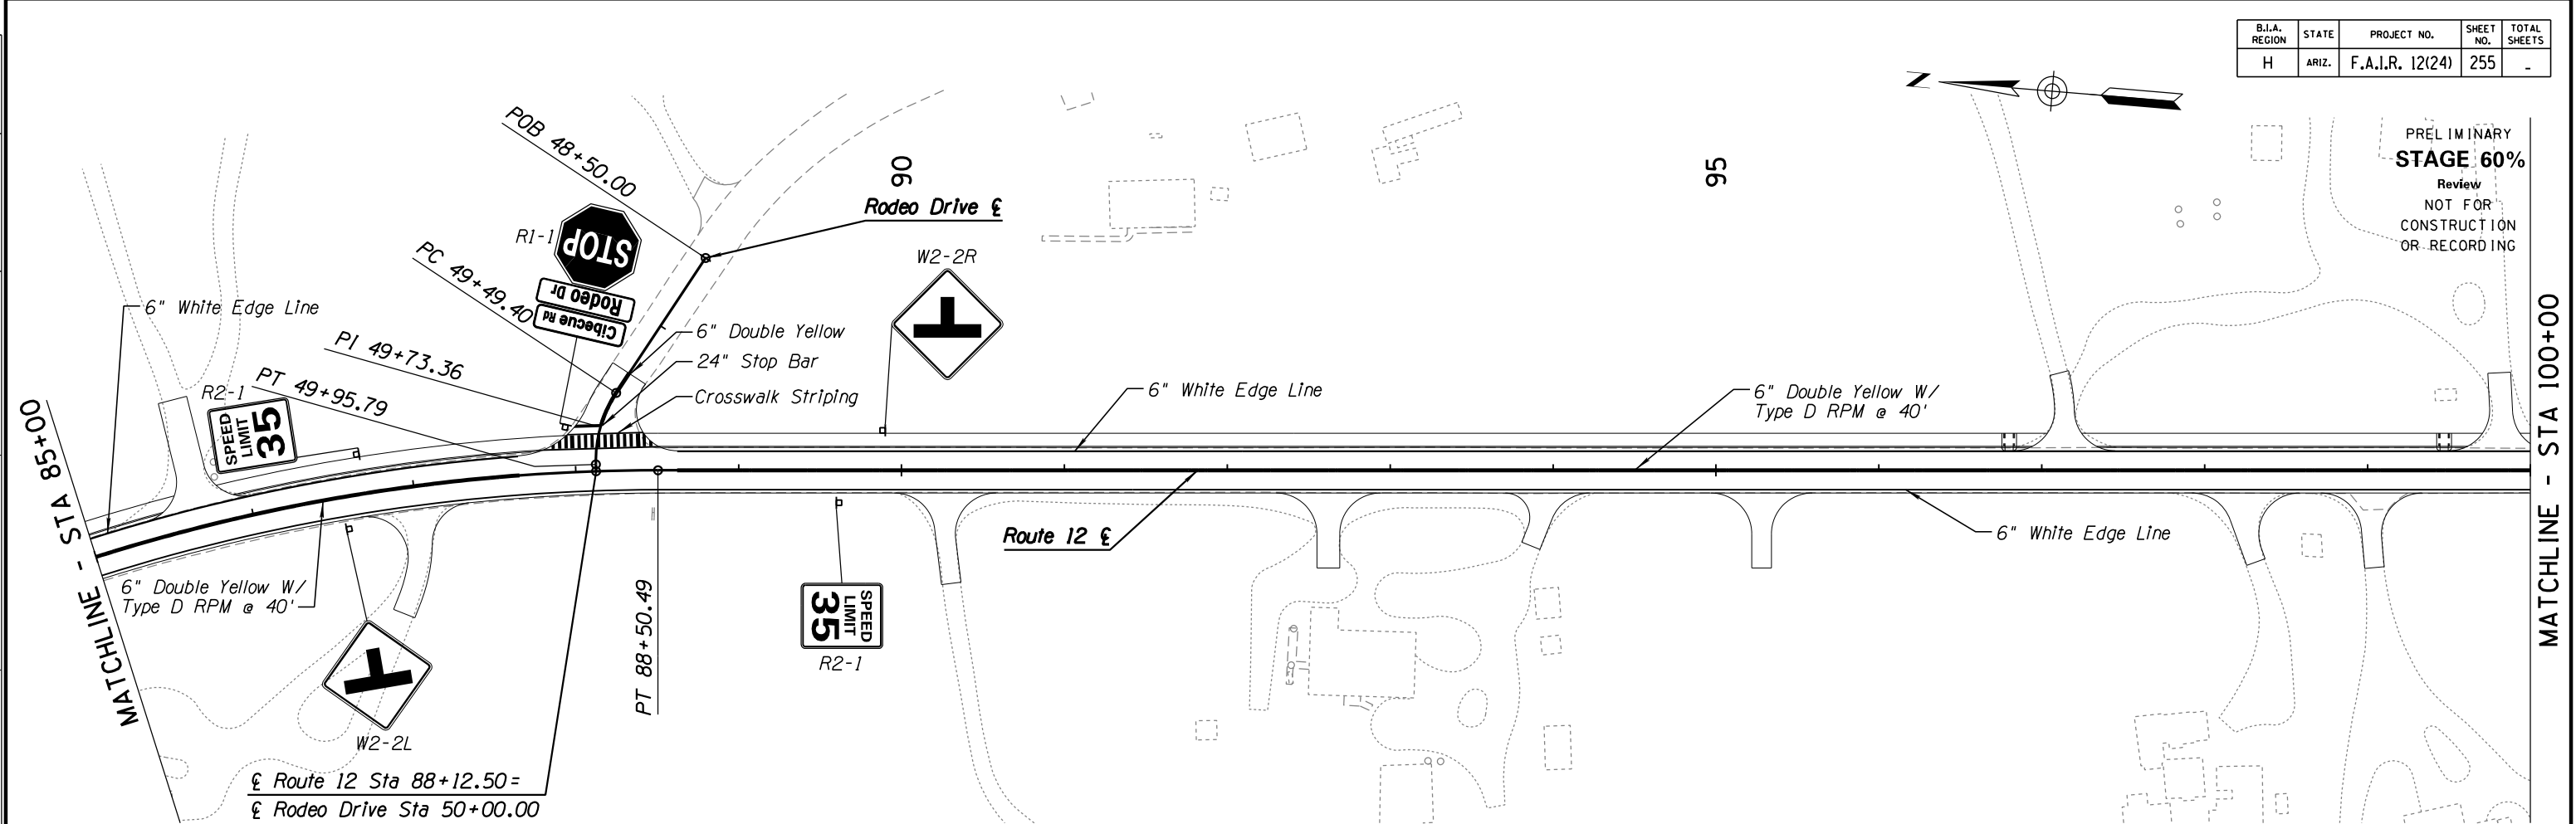 B.I.A. REGION
STATE
PROJECT NO.
SHEET NO.
TOTAL SHEETS
H
ARIZ.
F.A.I.R. 12(24)
255
-
N
PRELIMINARY
STAGE 60%
Review
NOT FOR
CONSTRUCTION
OR RECORDING
POB 48+50.00
90
95
Rodeo Drive ℄
R1-1
STOP
Rodeo Dr
Cibecue Rd
PC 49+49.40
W2-2R
6" White Edge Line
6" Double Yellow
24" Stop Bar
Crosswalk Striping
PI 49+73.36
PT 49+95.79
R2-1
SPEED
LIMIT
35
6" White Edge Line
6" Double Yellow W/
Type D RPM @ 40'
MATCHLINE - STA 85+00
MATCHLINE - STA 100+00
Route 12 ℄
6" White Edge Line
6" Double Yellow W/
Type D RPM @ 40'
PT 88+50.49
SPEED
LIMIT
35
R2-1
W2-2L
℄ Route 12 Sta 88+12.50=
℄ Rodeo Drive Sta 50+00.00